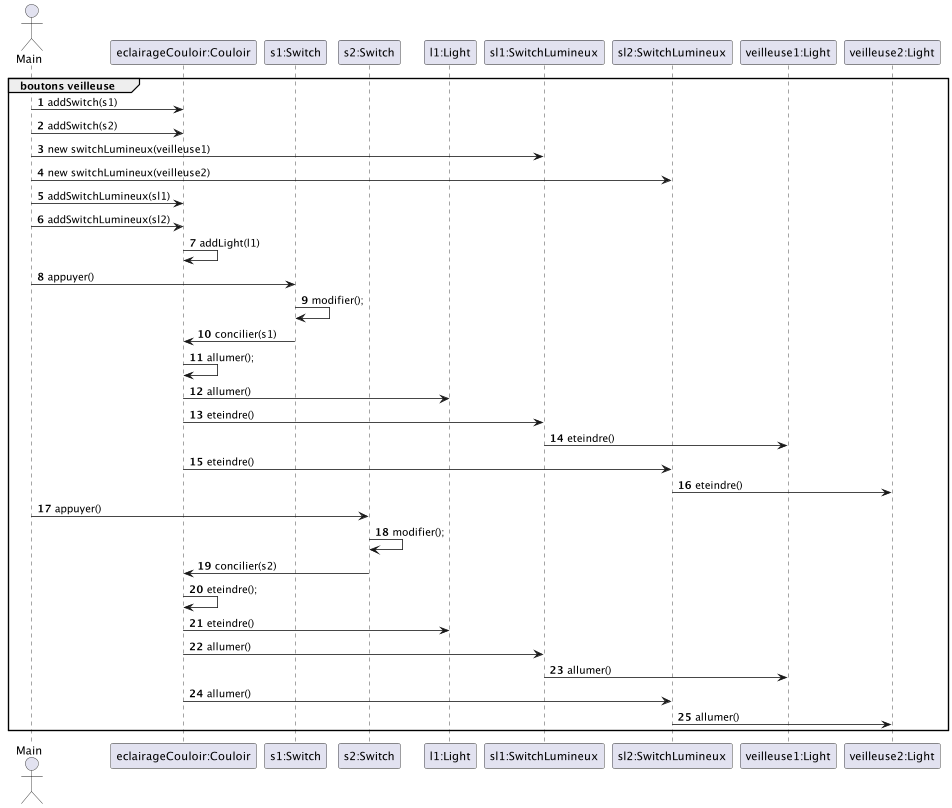 Main
eclairageCouloir:Couloir
s1:Switch
s2:Switch
l1:Light
sl1:SwitchLumineux
sl2:SwitchLumineux
veilleuse1:Light
veilleuse2:Light
boutons veilleuse
1 addSwitch(s1)
2 addSwitch(s2)
3 new switchLumineux(veilleuse1)
4 new switchLumineux(veilleuse2)
5 addSwitchLumineux(sl1)
6 addSwitchLumineux(sl2)
7 addLight(l1)
8 appuyer()
9 modifier();
10 concilier(s1)
11 allumer();
12 allumer()
13 eteindre()
14 eteindre()
15 eteindre()
16 eteindre()
17 appuyer()
18 modifier();
19 concilier(s2)
20 eteindre();
21 eteindre()
22 allumer()
23 allumer()
24 allumer()
25 allumer()
Main
eclairageCouloir:Couloir
s1:Switch
s2:Switch
l1:Light
sl1:SwitchLumineux
sl2:SwitchLumineux
veilleuse1:Light
veilleuse2:Light